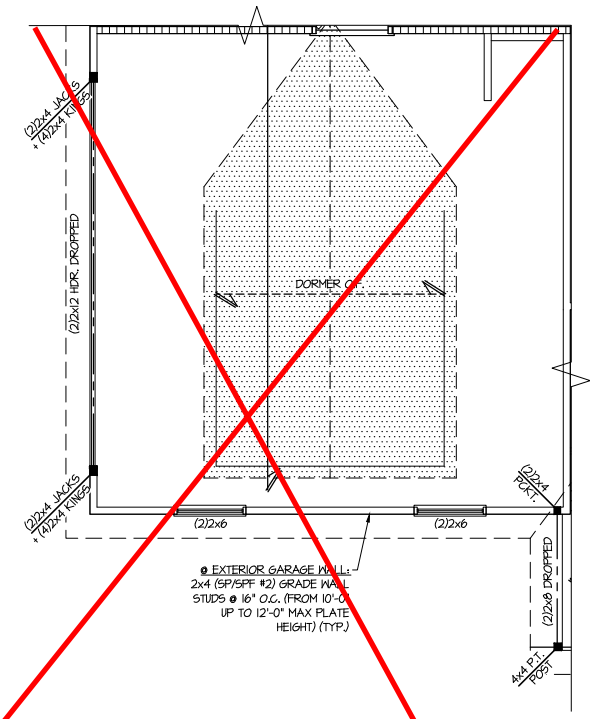 (2)2x4 JACKS
+ (4)2x4 KINGS
(2)2x12 HDR. DROPPED
DORMER
(2)2x4 JACKS
+ (4)2x4 KINGS
(2)2x6
(2)2x6
(2)2x4
PCKT.
@ EXTERIOR GARAGE WALL:
2x4 (SP/SPF #2) GRADE WALL
STUDS @ 16" O.C. (FROM 10'-0"
UP TO 12'-0" MAX PLATE
HEIGHT) (TYP.)
(2)2x8 DROPPED
4x4 P.T.
POST